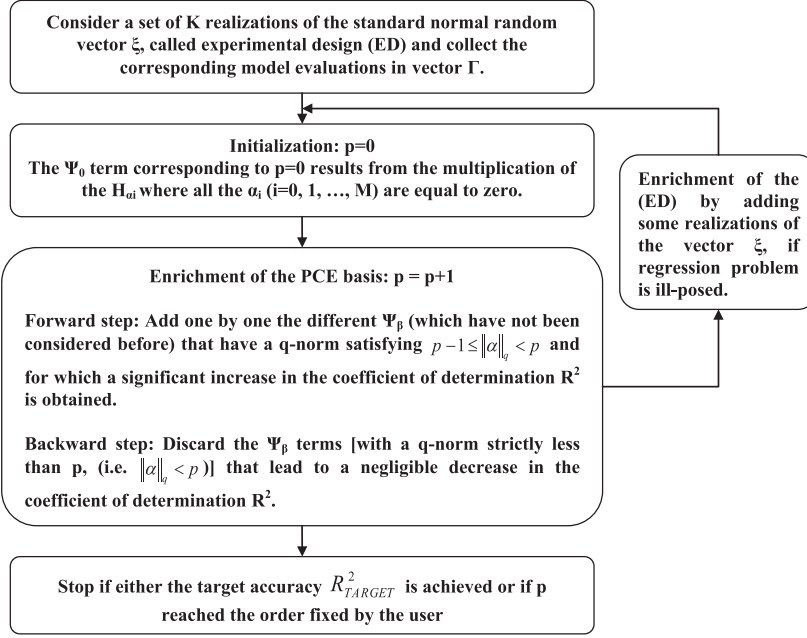 Consider a set of K realizations of the standard normal random
vector ξ, called experimental design (ED) and collect the
corresponding model evaluations in vector Γ.
Initialization: p=0
The Ψ₀ term corresponding to p=0 results from the multiplication of
the Hαi where all the αi (i=0, 1, …, M) are equal to zero.
Enrichment of the PCE basis: p = p+1
Forward step: Add one by one the different Ψβ (which have not been
considered before) that have a q-norm satisfying p − 1 ≤ ‖α‖q < p and
for which a significant increase in the coefficient of determination R²
is obtained.
Backward step: Discard the Ψβ terms [with a q-norm strictly less
than p, (i.e. ‖α‖q < p )] that lead to a negligible decrease in the
coefficient of determination R².
Stop if either the target accuracy R²TARGET is achieved or if p
reached the order fixed by the user
Enrichment of the
(ED) by adding
some realizations of
the vector ξ, if
regression problem
is ill-posed.